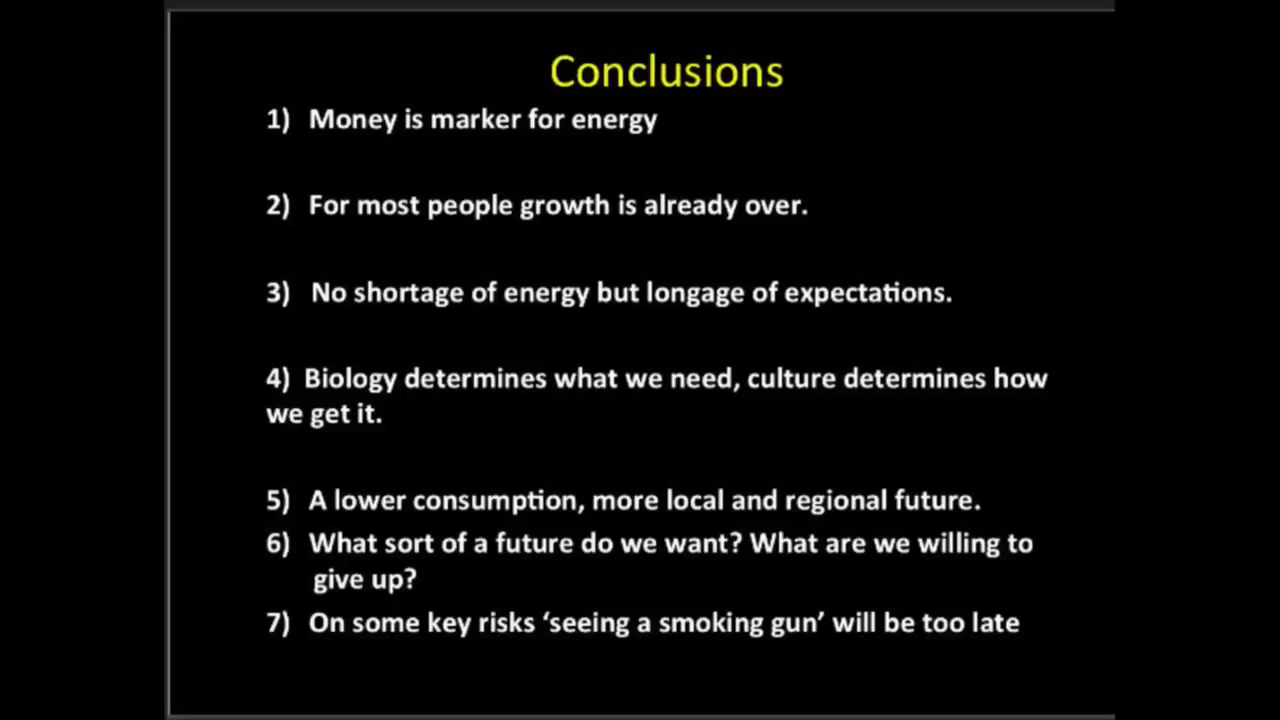 Conclusions
1) Money is marker for energy
2) For most people growth is already over.
3) No shortage of energy but longage of expectations.
4) Biology determines what we need, culture determines how
we get it.
5) A lower consumption, more local and regional future.
6) What sort of a future do we want? What are we willing to
give up?
7) On some key risks ‘seeing a smoking gun’ will be too late